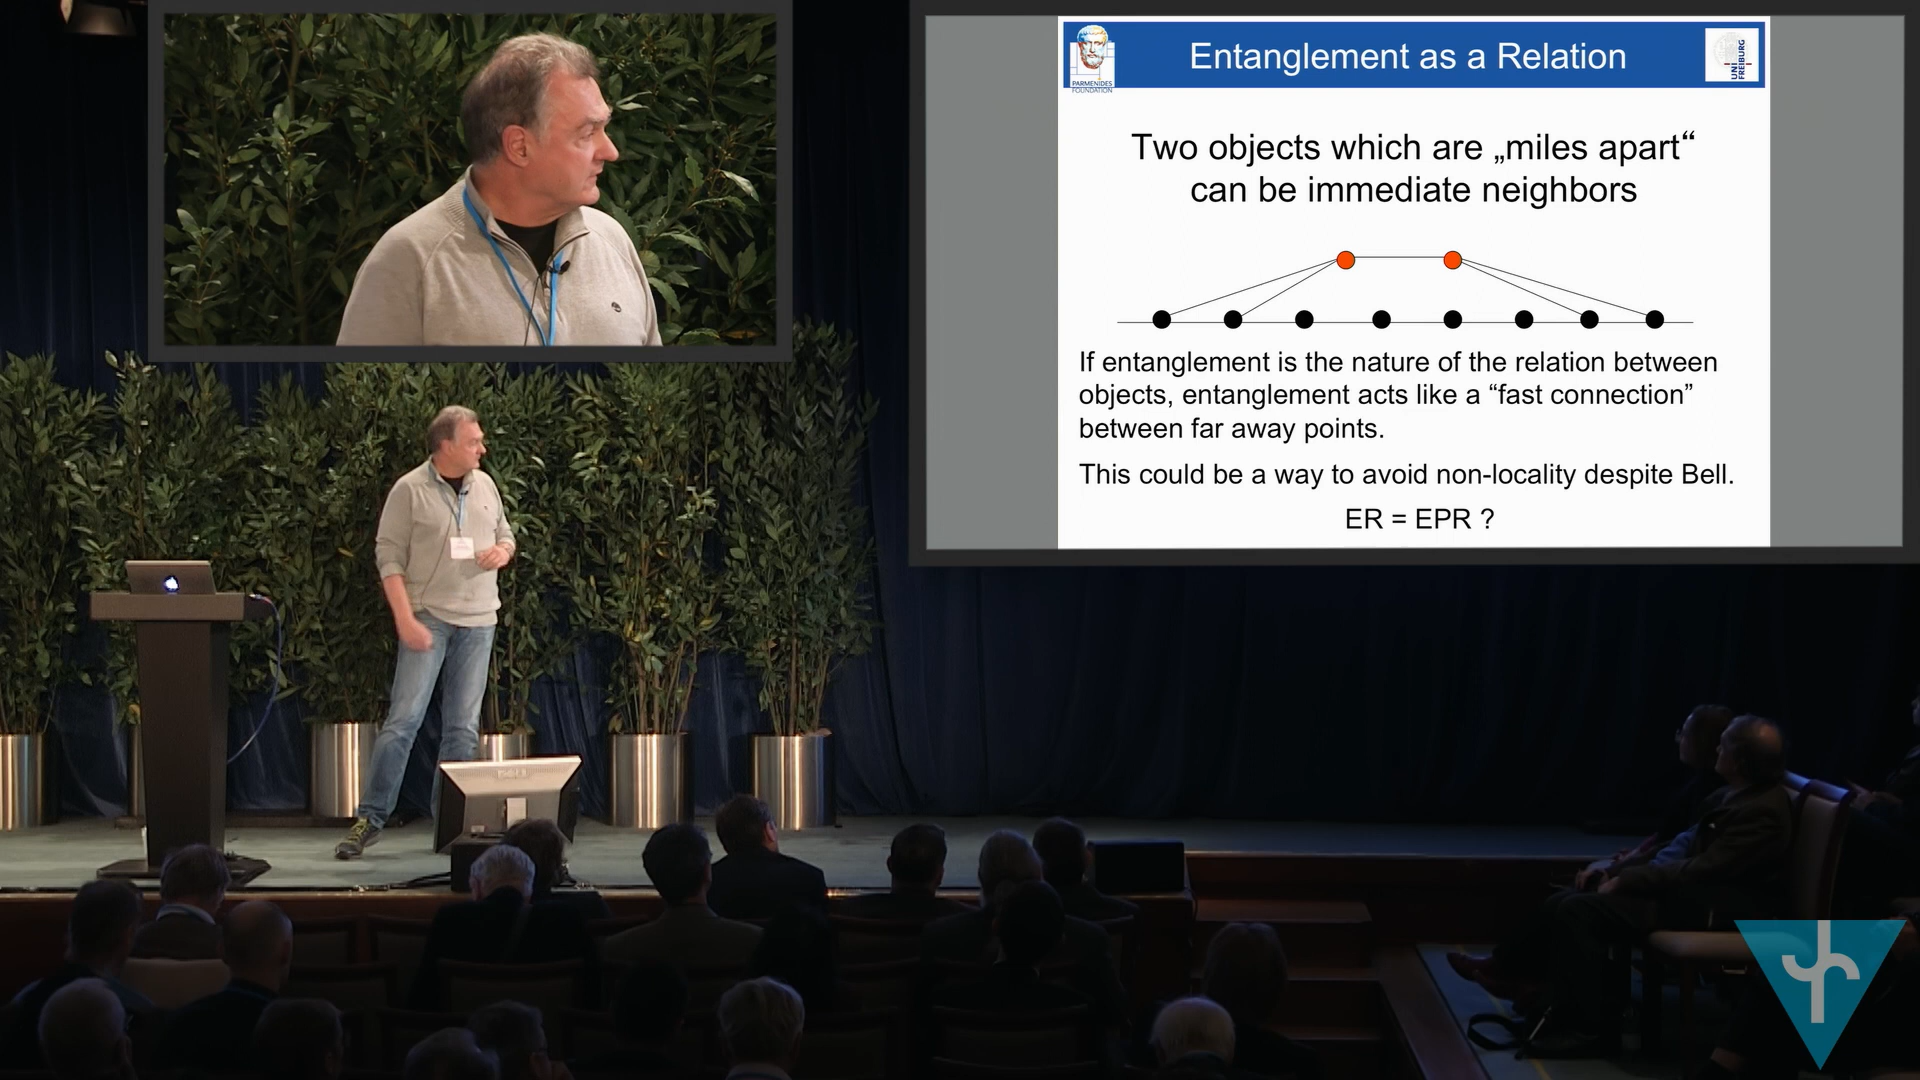 Entanglement as a Relation
PARMENIDES
FOUNDATION
UNI
FREIBURG
Two objects which are „miles apart“
can be immediate neighbors
If entanglement is the nature of the relation between
objects, entanglement acts like a “fast connection”
between far away points.
This could be a way to avoid non-locality despite Bell.
ER = EPR ?